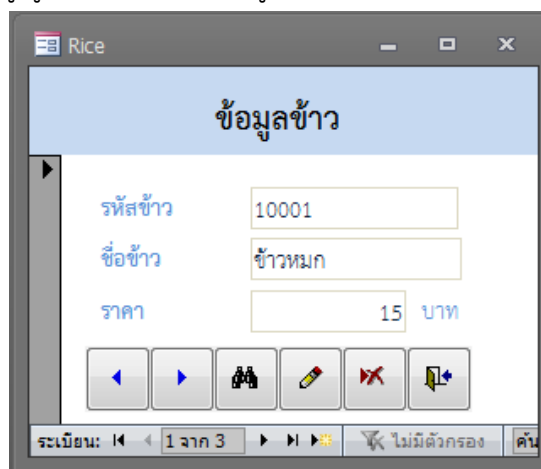 Rice
ข้อมูลข้าว
รหัสข้าว 10001
ชื่อข้าว ข้าวหมก
ราคา 15 บาท
ระเบียน: 1 จาก 3 ไม่มีตัวกรอง